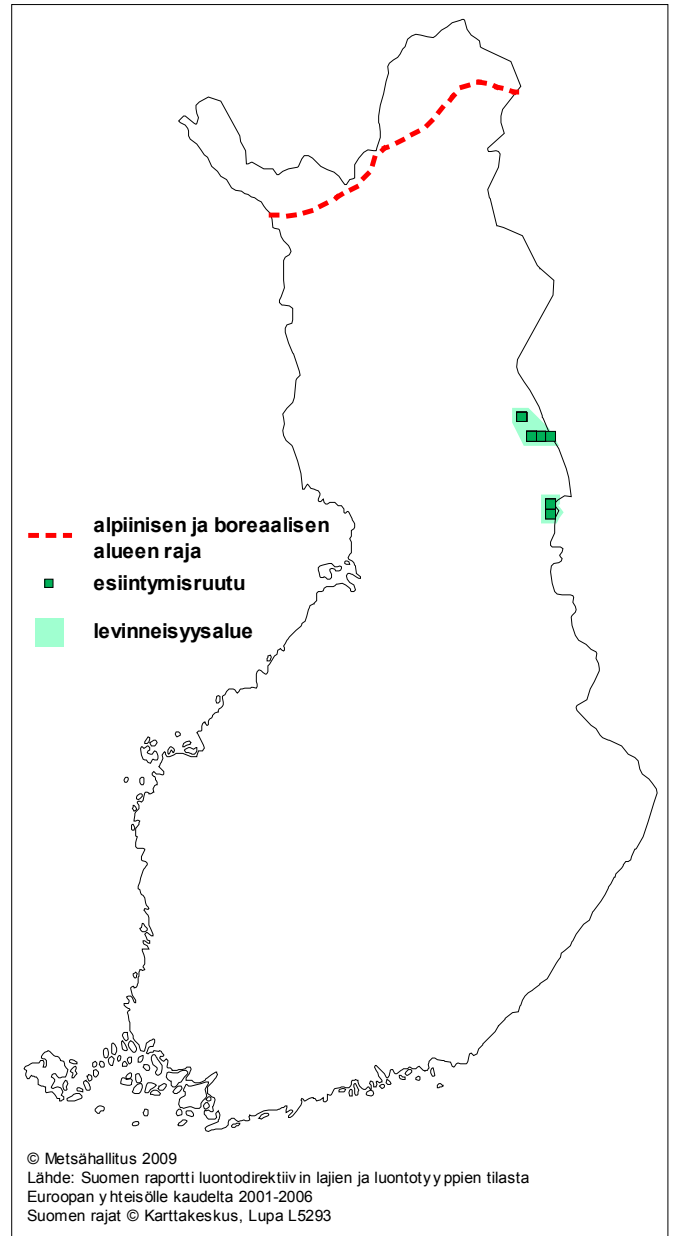 alpiinisen ja boreaalisen
alueen raja
esiintymisruutu
levinneisyysalue
© Metsähallitus 2009
Lähde: Suomen raportti luontodirektiivin lajien ja luontotyyppien tilasta
Euroopan yhteisölle kaudelta 2001-2006
Suomen rajat © Karttakeskus, Lupa L5293